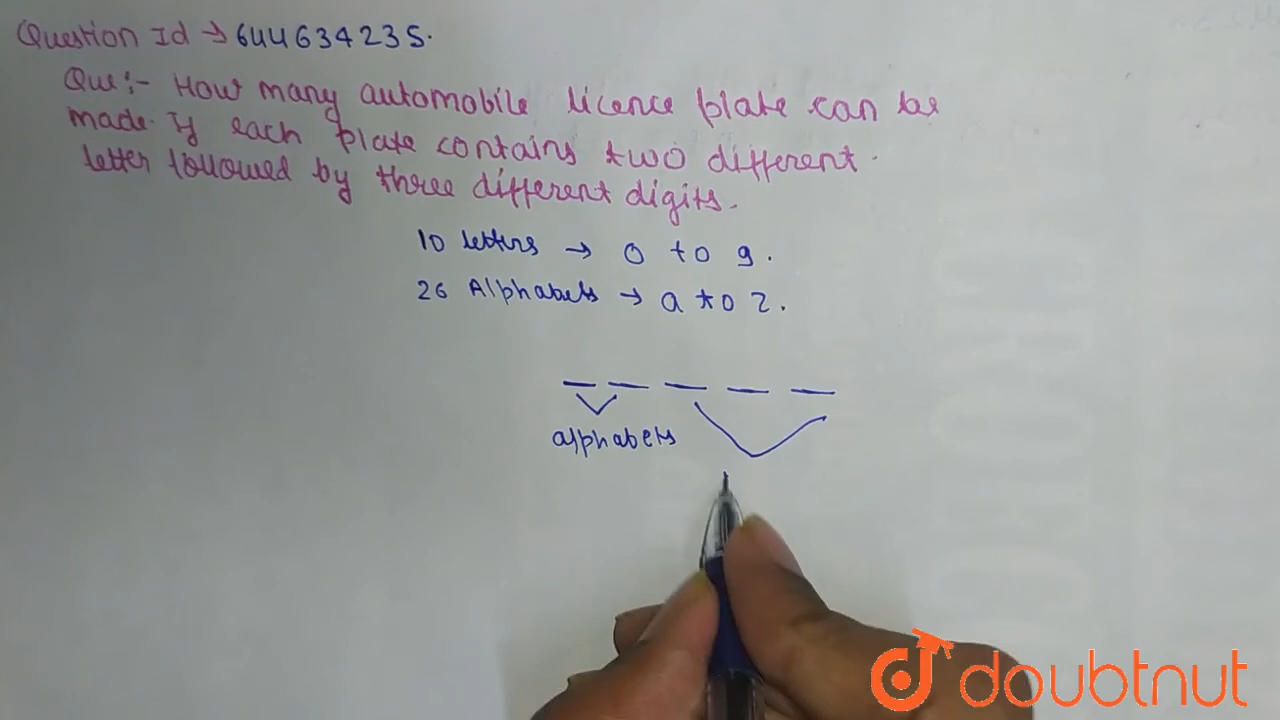 Question Id → 644634235.
Que:- How many automobile licence plate can be
made. If each plate contains two different.
letter followed by three different digits.
10 letters → 0 to 9.
26 Alphabets → a to z.
alphabets
doubtnut